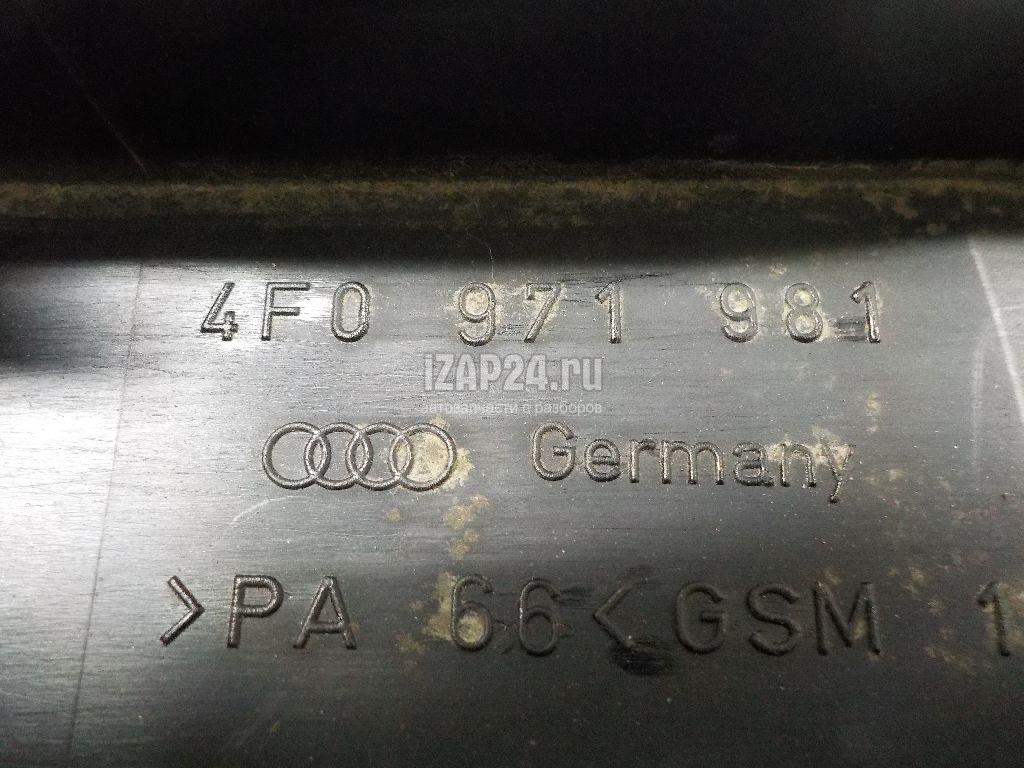 4F0 971 981
iZAP24.ru
автозапчасти с разборов
Germany
>PA 66< GSM 1